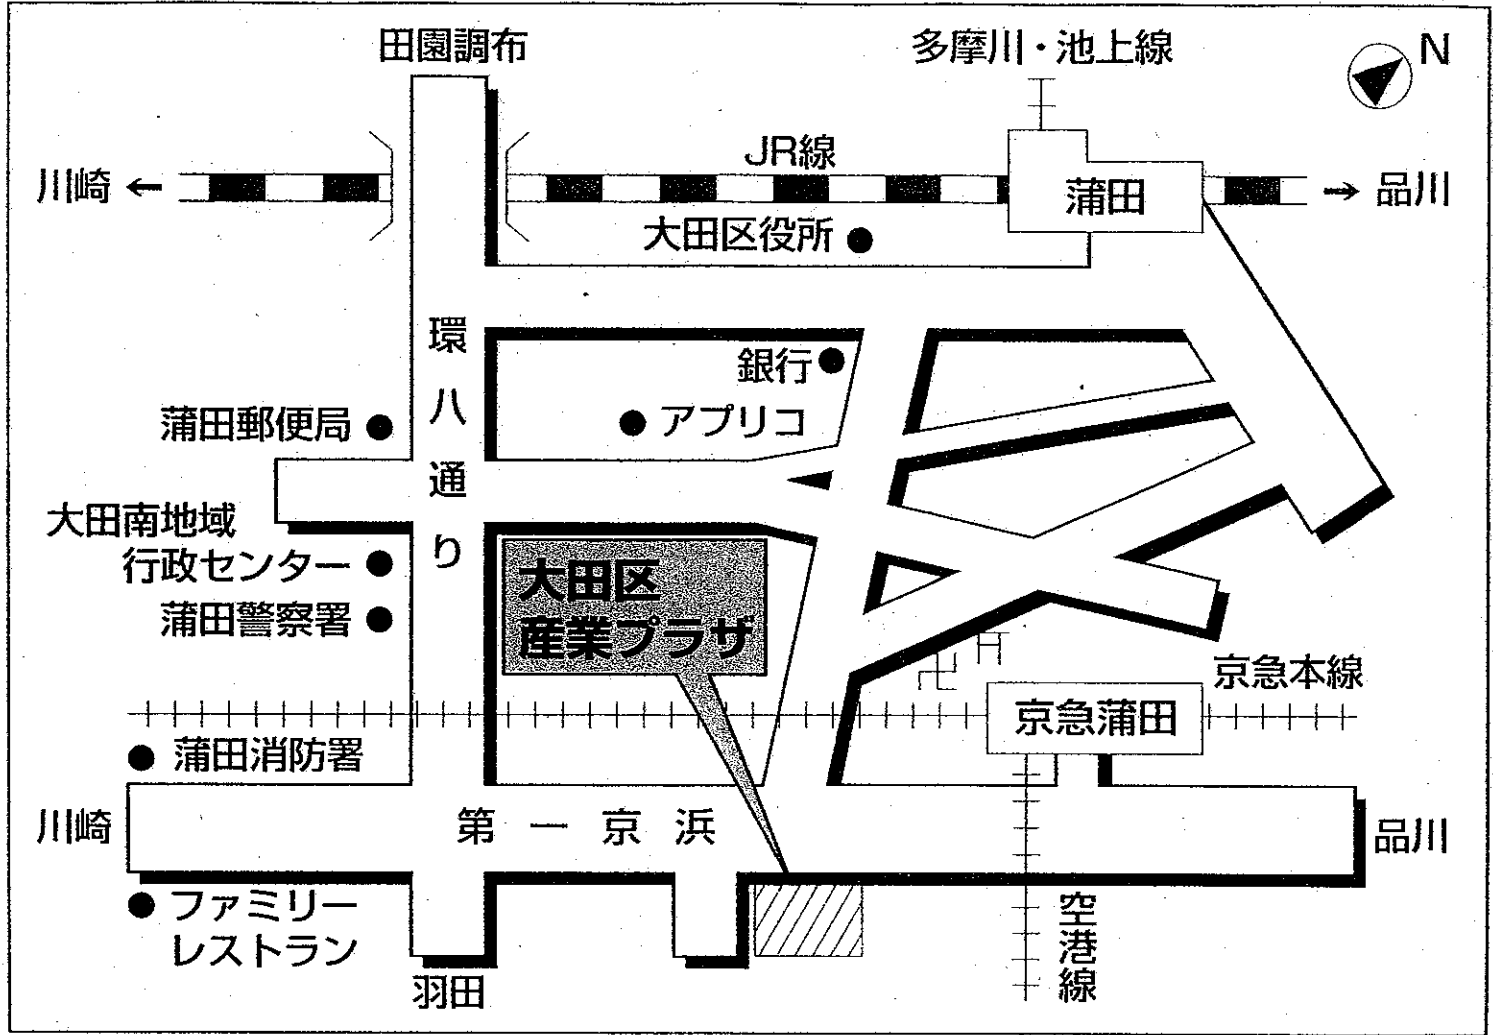 田園調布
多摩川・池上線
N
JR線
川崎 ←
蒲田
→ 品川
大田区役所
環八通り
銀行
アプリコ
蒲田郵便局
大田南地域
行政センター
蒲田警察署
大田区
産業プラザ
京急本線
京急蒲田
蒲田消防署
川崎
第一京浜
品川
ファミリー
レストラン
羽田
空港線